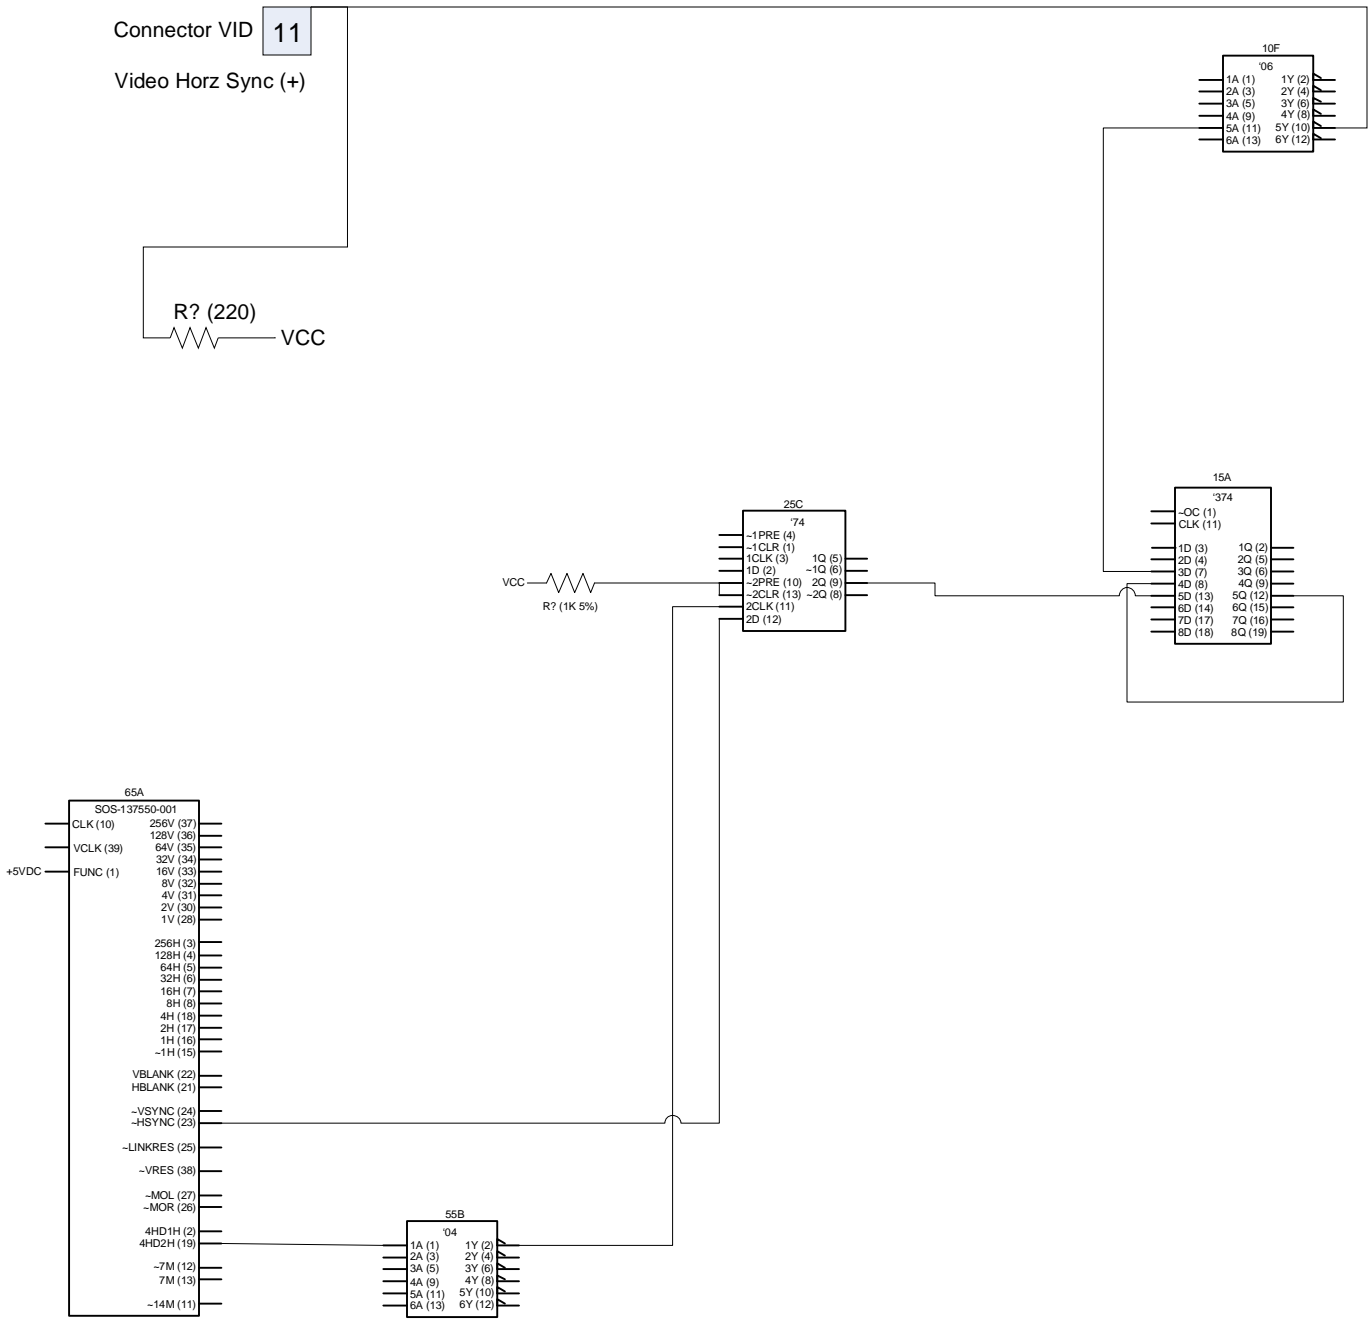 Connector VID 11
Video Horz Sync (+)
R? (220)
VCC
10F
'06
1A (1) 1Y (2)
2A (3) 2Y (4)
3A (5) 3Y (6)
4A (9) 4Y (8)
5A (11) 5Y (10)
6A (13) 6Y (12)
15A
'374
~OC (1)
CLK (11)
1D (3) 1Q (2)
2D (4) 2Q (5)
3D (7) 3Q (6)
4D (8) 4Q (9)
5D (13) 5Q (12)
6D (14) 6Q (15)
7D (17) 7Q (16)
8D (18) 8Q (19)
25C
'74
~1PRE (4)
~1CLR (1)
1CLK (3) 1Q (5)
1D (2) ~1Q (6)
~2PRE (10) 2Q (9)
~2CLR (13) ~2Q (8)
2CLK (11)
2D (12)
VCC
R? (1K 5%)
65A
SOS-137550-001
CLK (10) 256V (37)
128V (36)
VCLK (39) 64V (35)
32V (34)
+5VDC FUNC (1) 16V (33)
8V (32)
4V (31)
2V (30)
1V (28)
256H (3)
128H (4)
64H (5)
32H (6)
16H (7)
8H (8)
4H (18)
2H (17)
1H (16)
~1H (15)
VBLANK (22)
HBLANK (21)
~VSYNC (24)
~HSYNC (23)
~LINKRES (25)
~VRES (38)
~MOL (27)
~MOR (26)
4HD1H (2)
4HD2H (19)
~7M (12)
7M (13)
~14M (11)
55B
'04
1A (1) 1Y (2)
2A (3) 2Y (4)
3A (5) 3Y (6)
4A (9) 4Y (8)
5A (11) 5Y (10)
6A (13) 6Y (12)